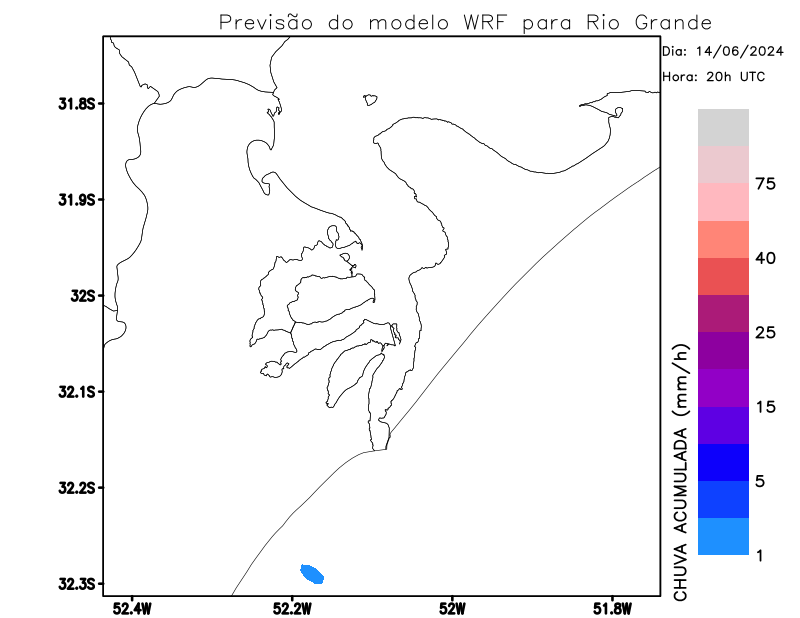 Previsão do modelo WRF para Rio Grande
Dia: 14/06/2024
Hora: 20h UTC
31.8S
31.9S
32S
32.1S
32.2S
32.3S
52.4W
52.2W
52W
51.8W
CHUVA ACUMULADA (mm/h)
75
40
25
15
5
1